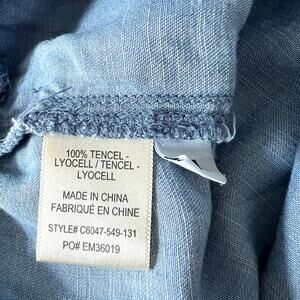 100% TENCEL -
LYOCELL / TENCEL -
LYOCELL
MADE IN CHINA
FABRIQUÉ EN CHINE
STYLE# C6047-549-131
PO# EM36019